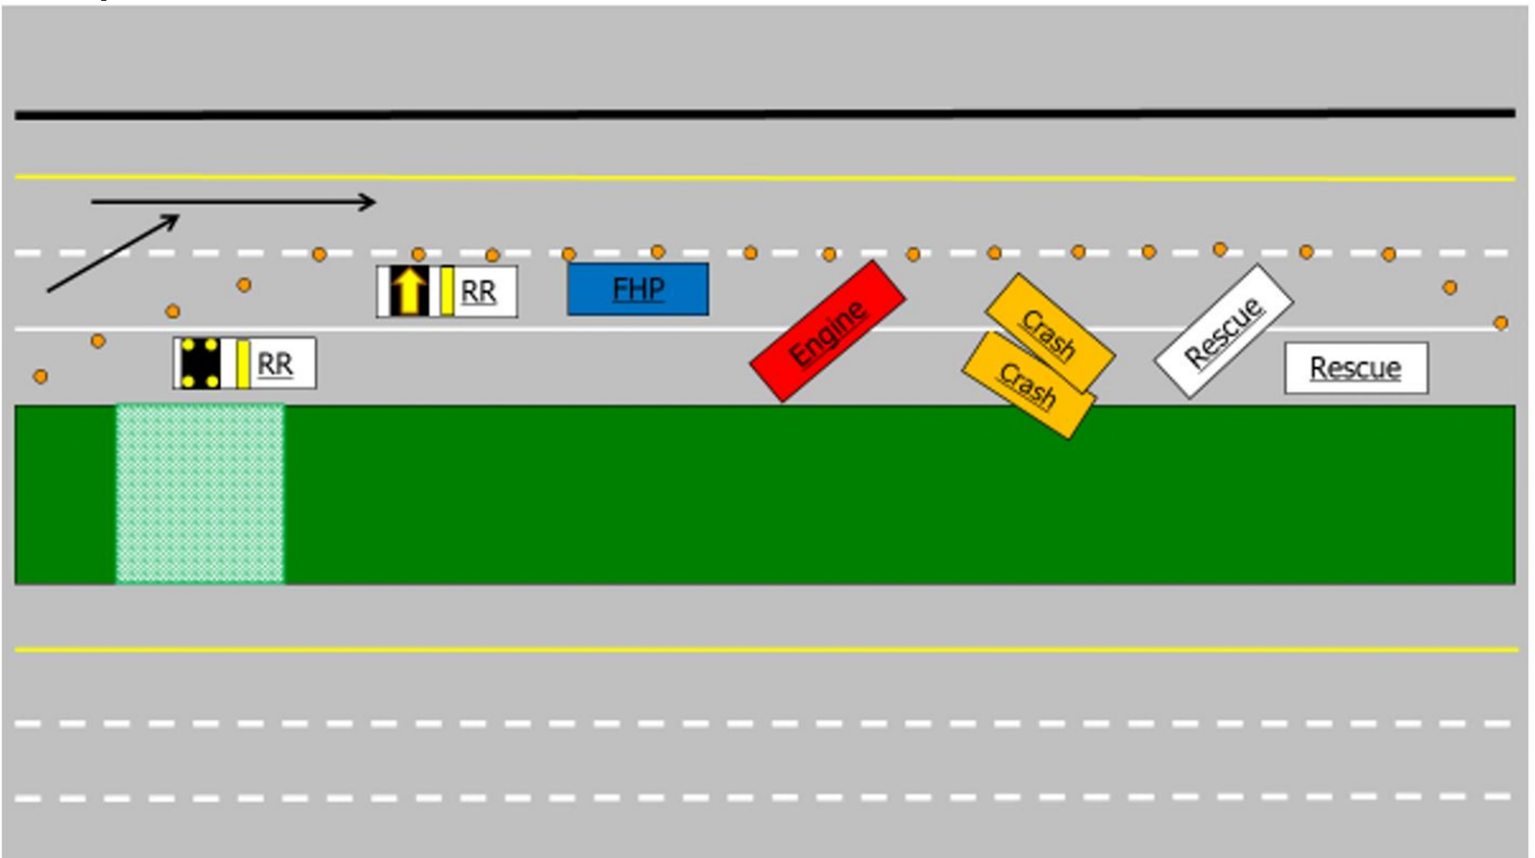 RR
FHP
RR
Engine
Crash
Crash
Rescue
Rescue